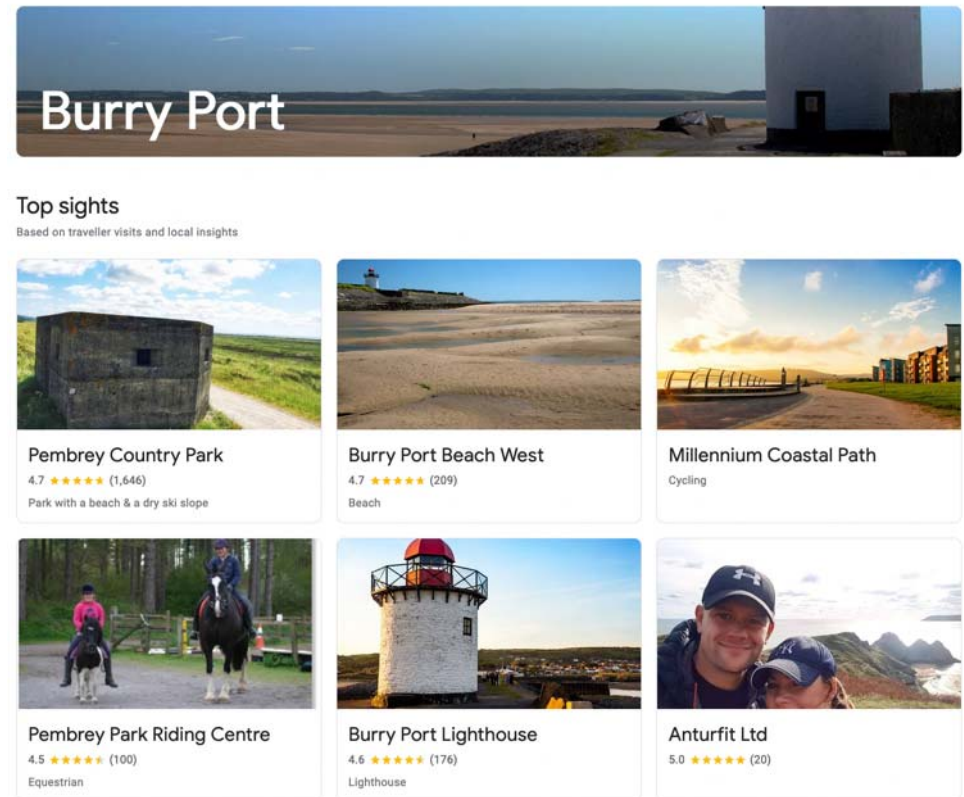 Burry Port
Top sights
Based on traveller visits and local insights
Pembrey Country Park
4.7 ★★★★★ (1,646)
Park with a beach & a dry ski slope
Burry Port Beach West
4.7 ★★★★★ (209)
Beach
Millennium Coastal Path
Cycling
Pembrey Park Riding Centre
4.5 ★★★★★ (100)
Equestrian
Burry Port Lighthouse
4.6 ★★★★★ (176)
Lighthouse
Anturfit Ltd
5.0 ★★★★★ (20)